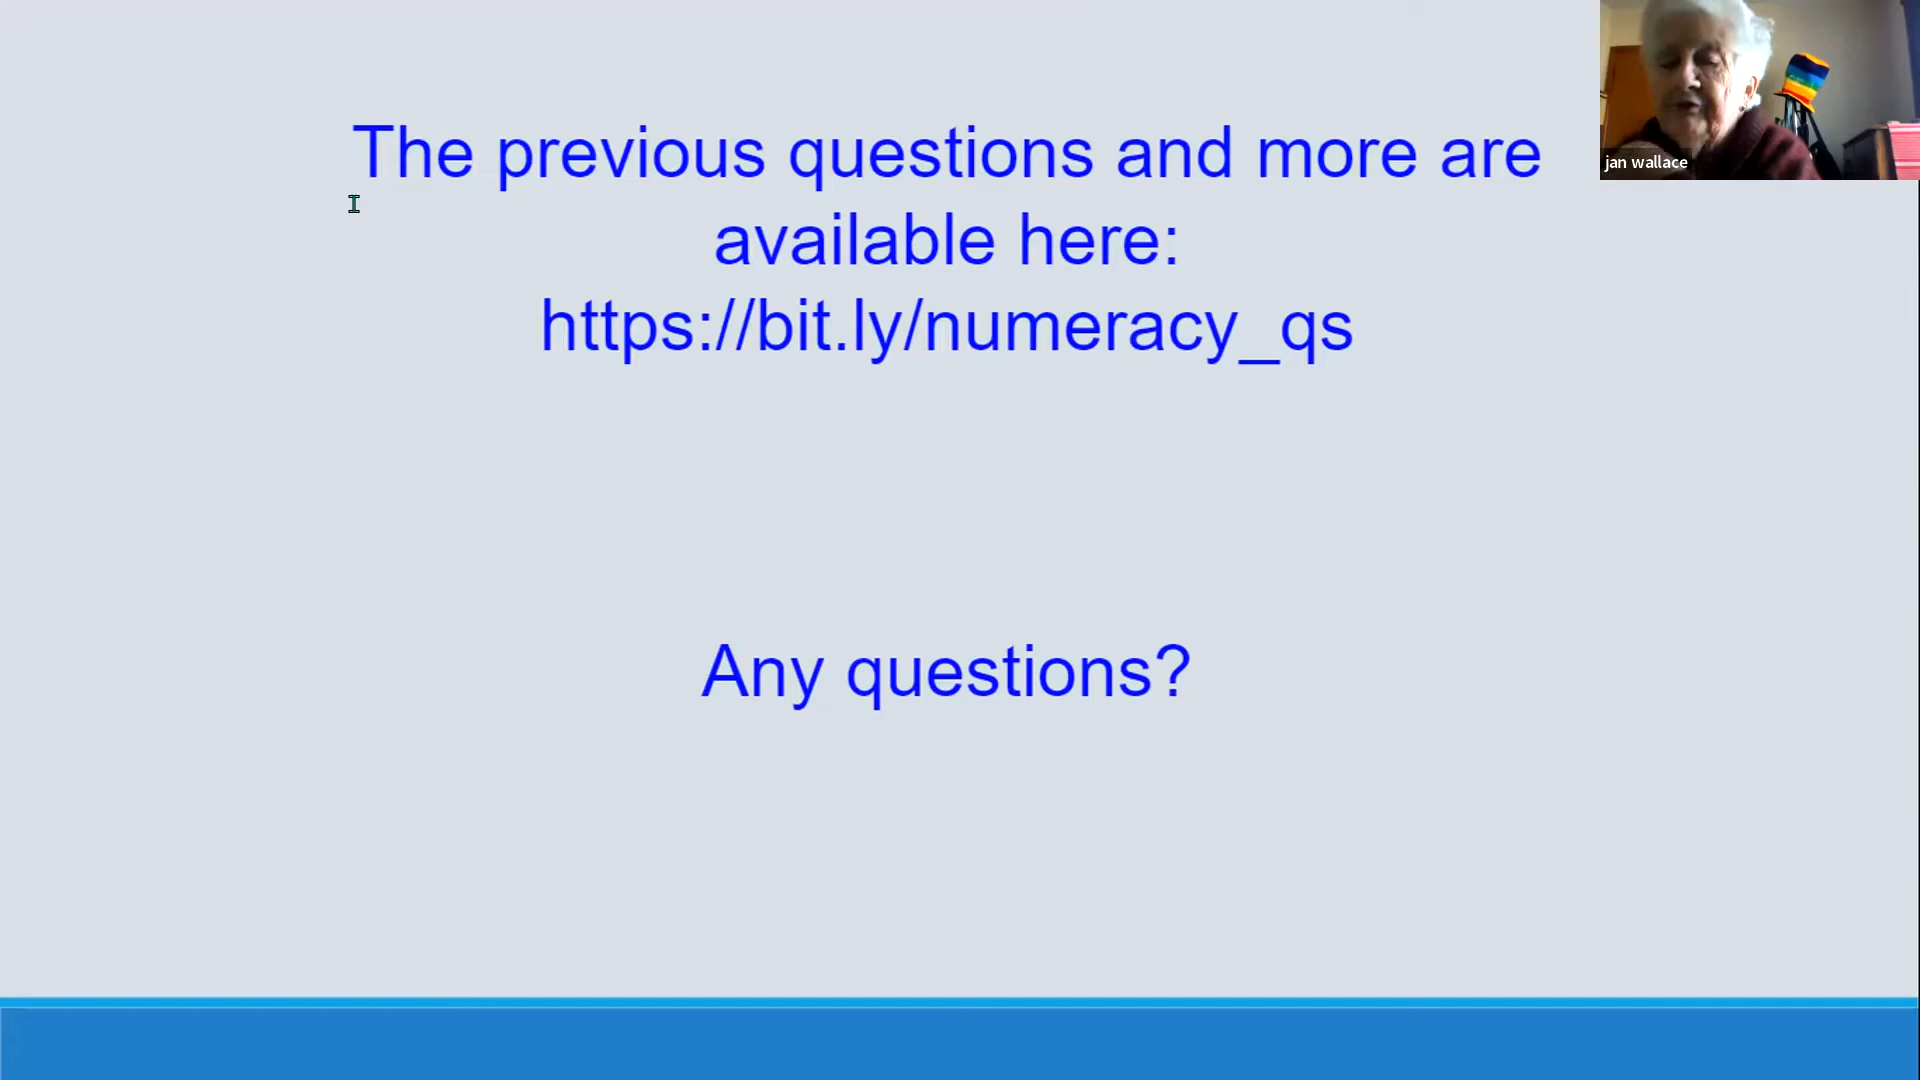 The previous questions and more are
available here:
https://bit.ly/numeracy_qs
Any questions?
jan wallace